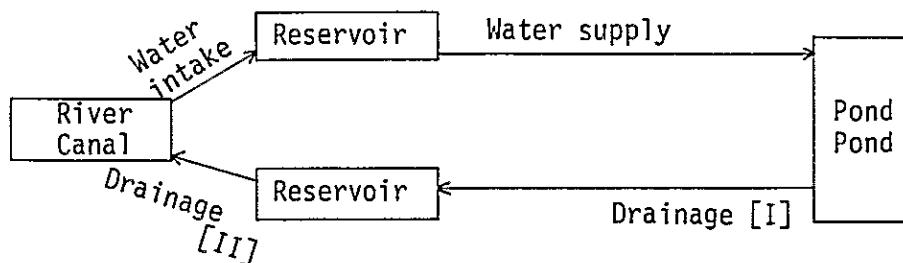 Water
intake
Reservoir
Water supply
River
Canal
Pond
Pond
Drainage
[II]
Reservoir
Drainage [I]